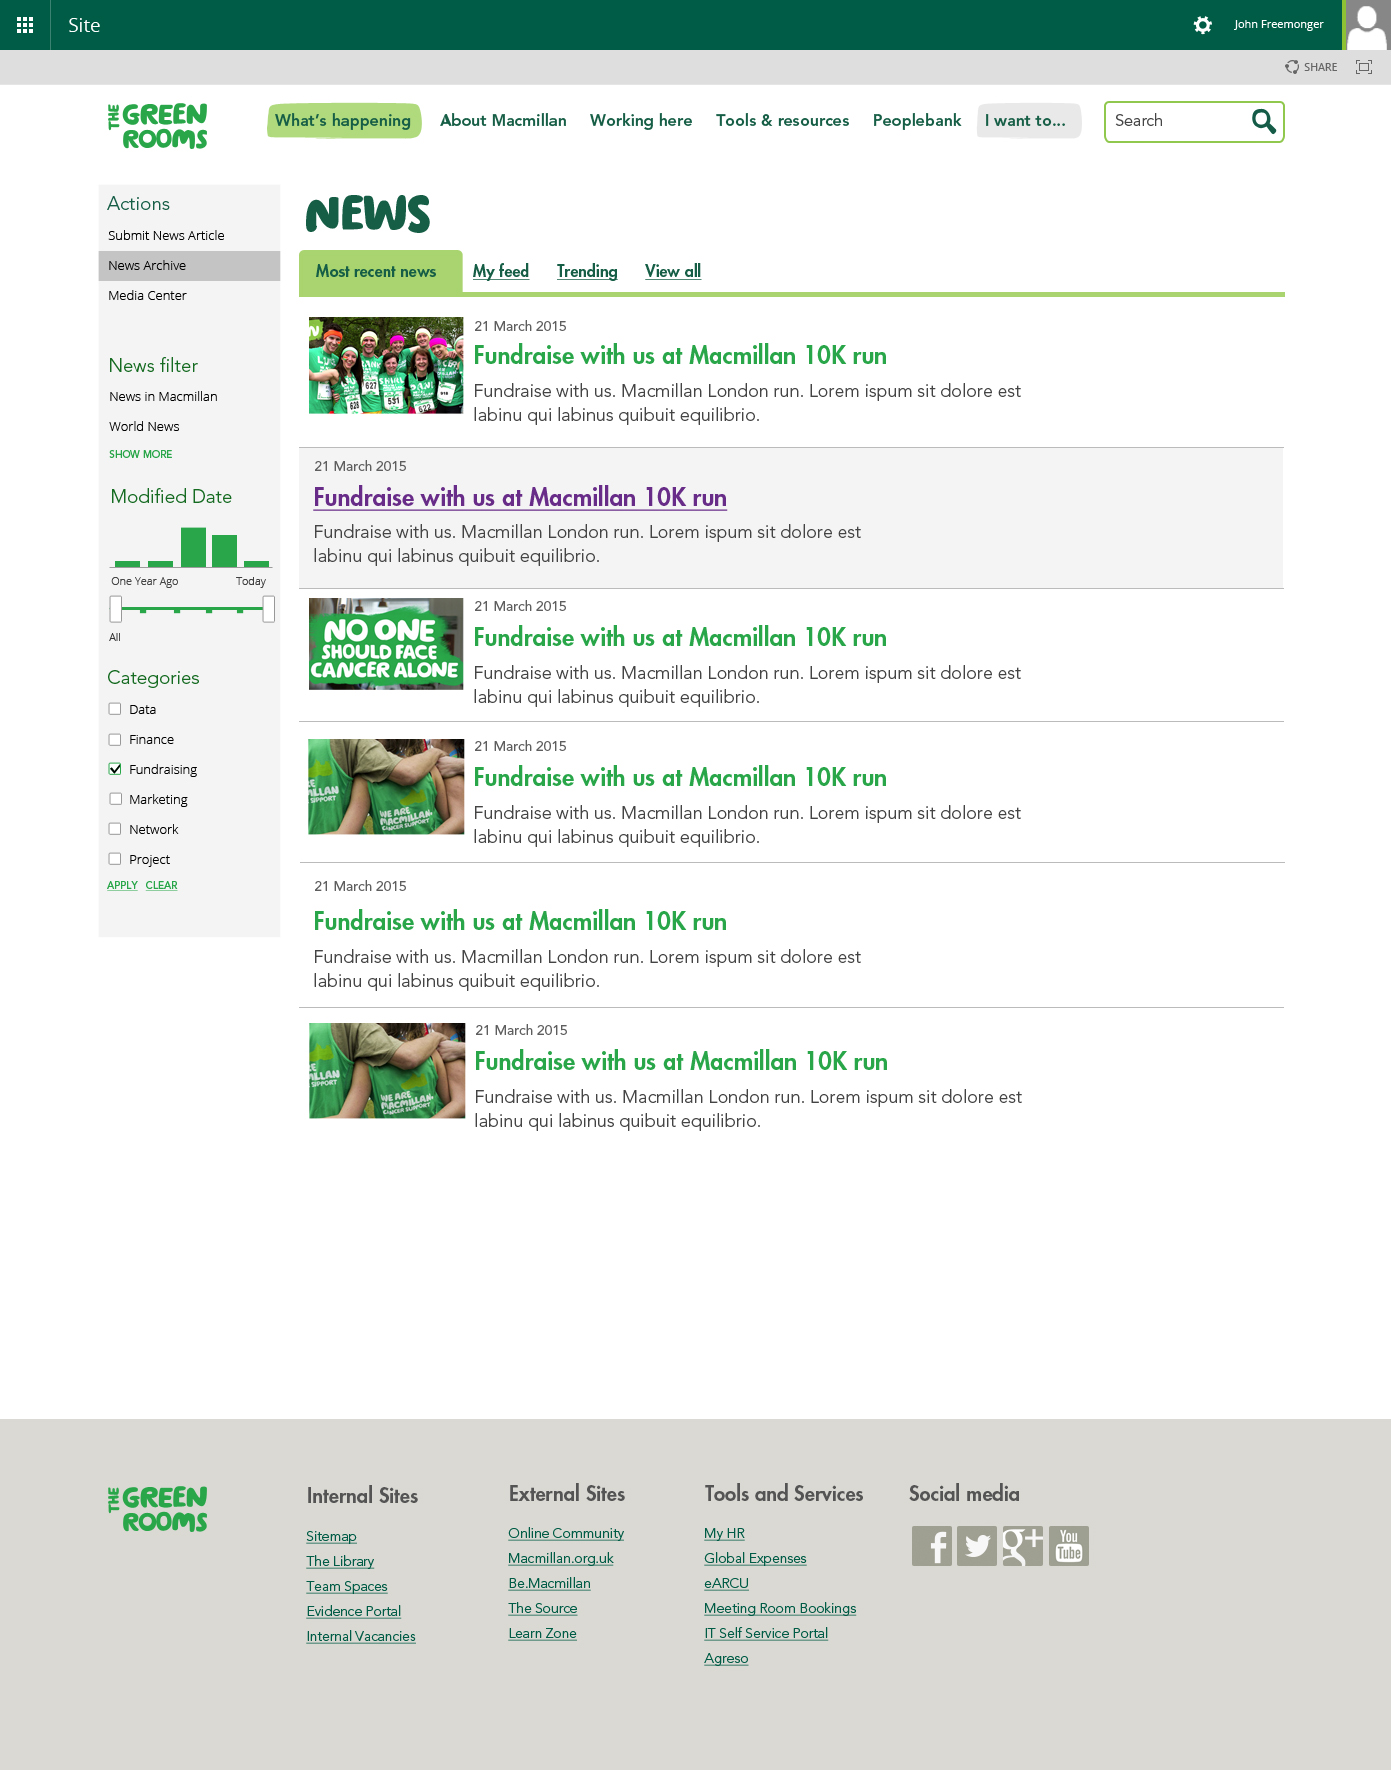 Site
John Freemonger
SHARE
THE GREEN ROOMS
What's happening
About Macmillan
Working here
Tools & resources
Peoplebank
I want to...
Search
Actions
Submit News Article
News Archive
Media Center
News filter
News in Macmillan
World News
SHOW MORE
Modified Date
One Year Ago
Today
All
Categories
Data
Finance
Fundraising
Marketing
Network
Project
APPLY CLEAR
NEWS
Most recent news
My feed
Trending
View all
627
628
531
622
21 March 2015
Fundraise with us at Macmillan 10K run
Fundraise with us. Macmillan London run. Lorem ispum sit dolore est
labinu qui labinus quibuit equilibrio.
21 March 2015
Fundraise with us at Macmillan 10K run
Fundraise with us. Macmillan London run. Lorem ispum sit dolore est
labinu qui labinus quibuit equilibrio.
NO ONE
SHOULD FACE
CANCER ALONE
21 March 2015
Fundraise with us at Macmillan 10K run
Fundraise with us. Macmillan London run. Lorem ispum sit dolore est
labinu qui labinus quibuit equilibrio.
WE ARE
MACMILLAN.
CANCER SUPPORT
21 March 2015
Fundraise with us at Macmillan 10K run
Fundraise with us. Macmillan London run. Lorem ispum sit dolore est
labinu qui labinus quibuit equilibrio.
21 March 2015
Fundraise with us at Macmillan 10K run
Fundraise with us. Macmillan London run. Lorem ispum sit dolore est
labinu qui labinus quibuit equilibrio.
WE ARE
MACMILLAN.
CANCER SUPPORT
21 March 2015
Fundraise with us at Macmillan 10K run
Fundraise with us. Macmillan London run. Lorem ispum sit dolore est
labinu qui labinus quibuit equilibrio.
THE GREEN ROOMS
Internal Sites
Sitemap
The Library
Team Spaces
Evidence Portal
Internal Vacancies
External Sites
Online Community
Macmillan.org.uk
Be.Macmillan
The Source
Learn Zone
Tools and Services
My HR
Global Expenses
eARCU
Meeting Room Bookings
IT Self Service Portal
Agreso
Social media
You
Tube